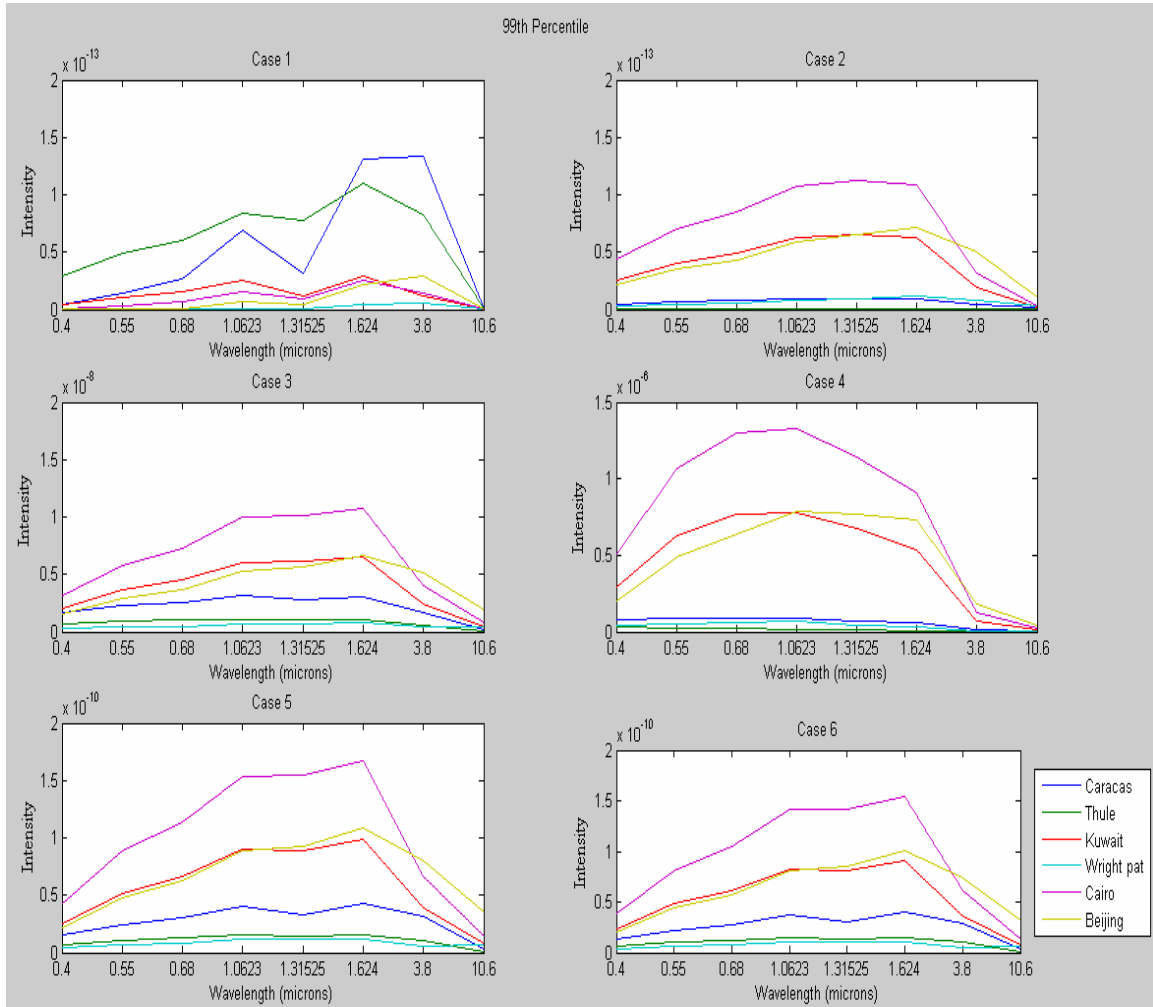 99th Percentile
x 10^-13
Case 1
2
1.5
1
0.5
0
Intensity
0.4 0.55 0.68 1.0623 1.31525 1.624 3.8 10.6
Wavelength (microns)
x 10^-13
Case 2
2
1.5
1
0.5
0
Intensity
0.4 0.55 0.68 1.0623 1.31525 1.624 3.8 10.6
Wavelength (microns)
x 10^-8
Case 3
2
1.5
1
0.5
0
Intensity
0.4 0.55 0.68 1.0623 1.31525 1.624 3.8 10.6
Wavelength (microns)
x 10^-6
Case 4
1.5
1
0.5
0
Intensity
0.4 0.55 0.68 1.0623 1.31525 1.624 3.8 10.6
Wavelength (microns)
x 10^-10
Case 5
2
1.5
1
0.5
0
Intensity
0.4 0.55 0.68 1.0623 1.31525 1.624 3.8 10.6
Wavelength (microns)
x 10^-10
Case 6
2
1.5
1
0.5
0
Intensity
0.4 0.55 0.68 1.0623 1.31525 1.624 3.8 10.6
Wavelength (microns)
Caracas
Thule
Kuwait
Wright pat
Cairo
Beijing